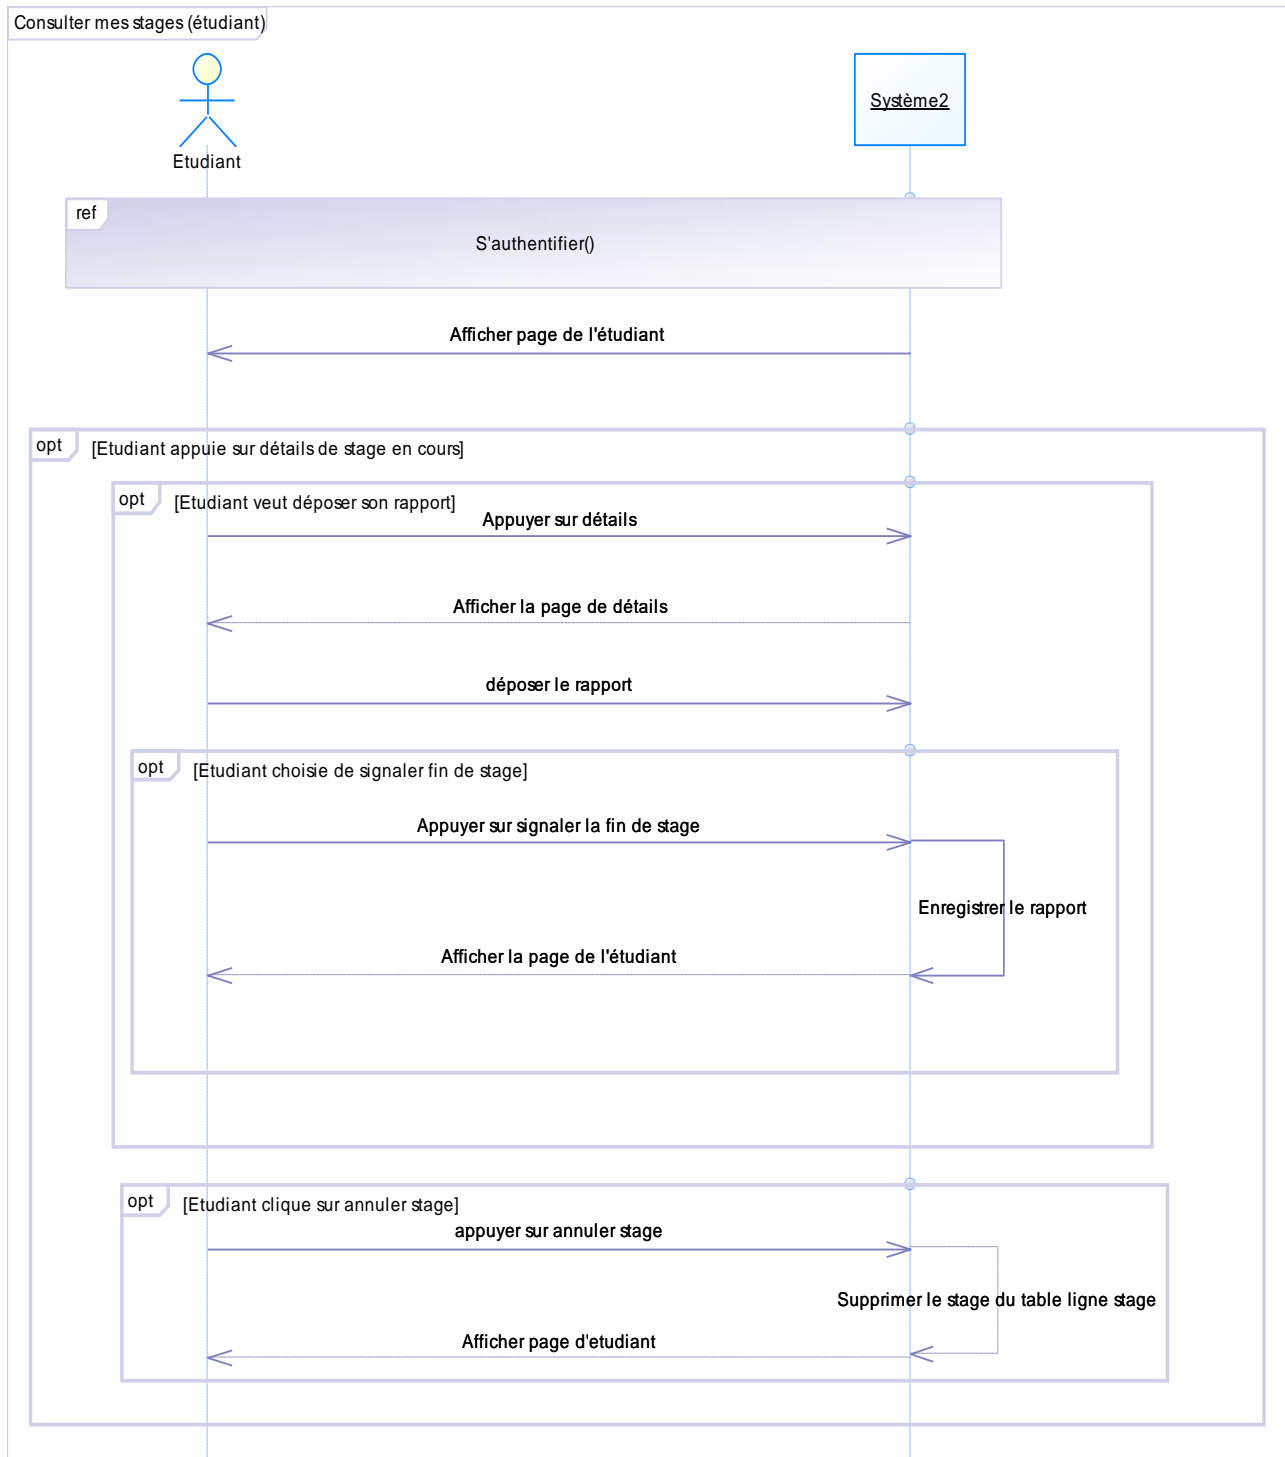 Consulter mes stages (étudiant)
Etudiant
Système2
ref
S'authentifier()
Afficher page de l'étudiant
opt
[Etudiant appuie sur détails de stage en cours]
opt
[Etudiant veut déposer son rapport]
Appuyer sur détails
Afficher la page de détails
déposer le rapport
opt
[Etudiant choisie de signaler fin de stage]
Appuyer sur signaler la fin de stage
Enregistrer le rapport
Afficher la page de l'étudiant
opt
[Etudiant clique sur annuler stage]
appuyer sur annuler stage
Supprimer le stage du table ligne stage
Afficher page d'etudiant